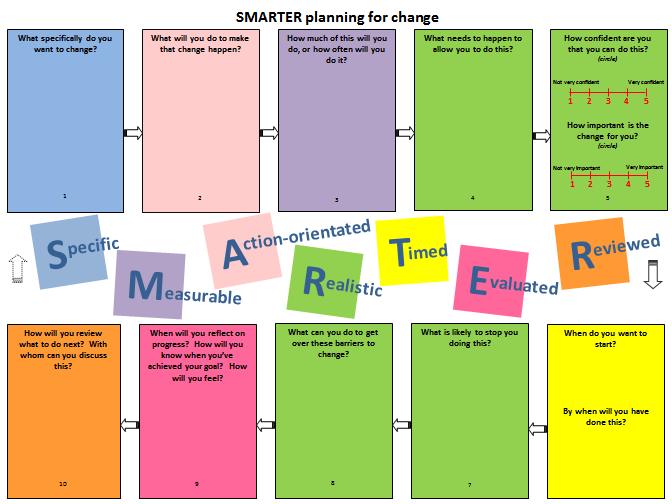 SMARTER planning for change
What specifically do you
want to change?
1
What will you do to make
that change happen?
2
How much of this will you
do, or how often will you
do it?
3
What needs to happen to
allow you to do this?
4
How confident are
you that you can do this?
(circle)
Not very confident Very confident
1 2 3 4 5
How important is the
change for you?
(circle)
Not very important Very important
1 2 3 4 5
5
Specific
Measurable
Action-orientated
Realistic
Timed
Evaluated
Reviewed
How will you review
what to do next? With
whom can you discuss
this?
10
When will you reflect on
progress? How will you
know when you've
achieved your goal? How
will you feel?
9
What can you do to get
over these barriers to
change?
8
What is likely to stop you
doing this?
7
When do you want to
start?
By when will you have
done this?